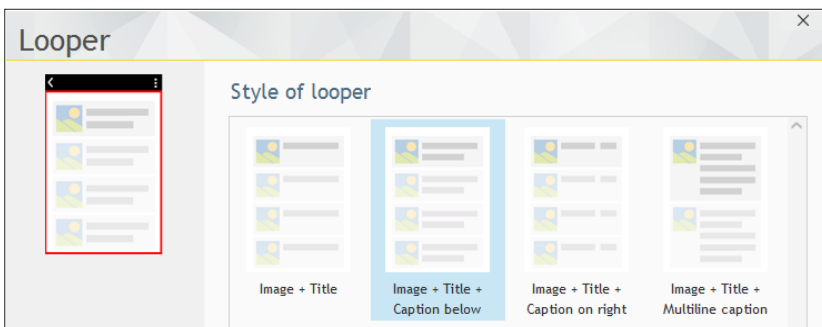 Looper
Style of looper
Image + Title
Image + Title +
Caption below
Image + Title +
Caption on right
Image + Title +
Multiline caption